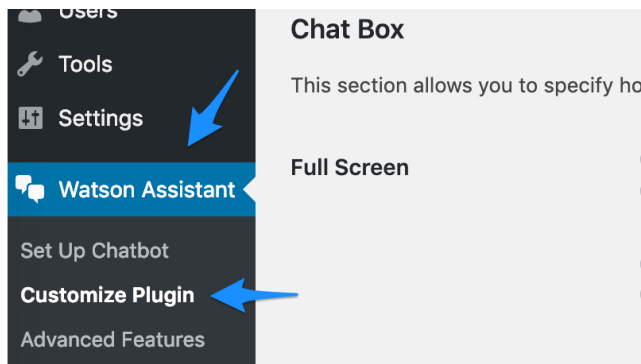 Users
Tools
Settings
Watson Assistant
Set Up Chatbot
Customize Plugin
Advanced Features
Chat Box
This section allows you to specify ho
Full Screen